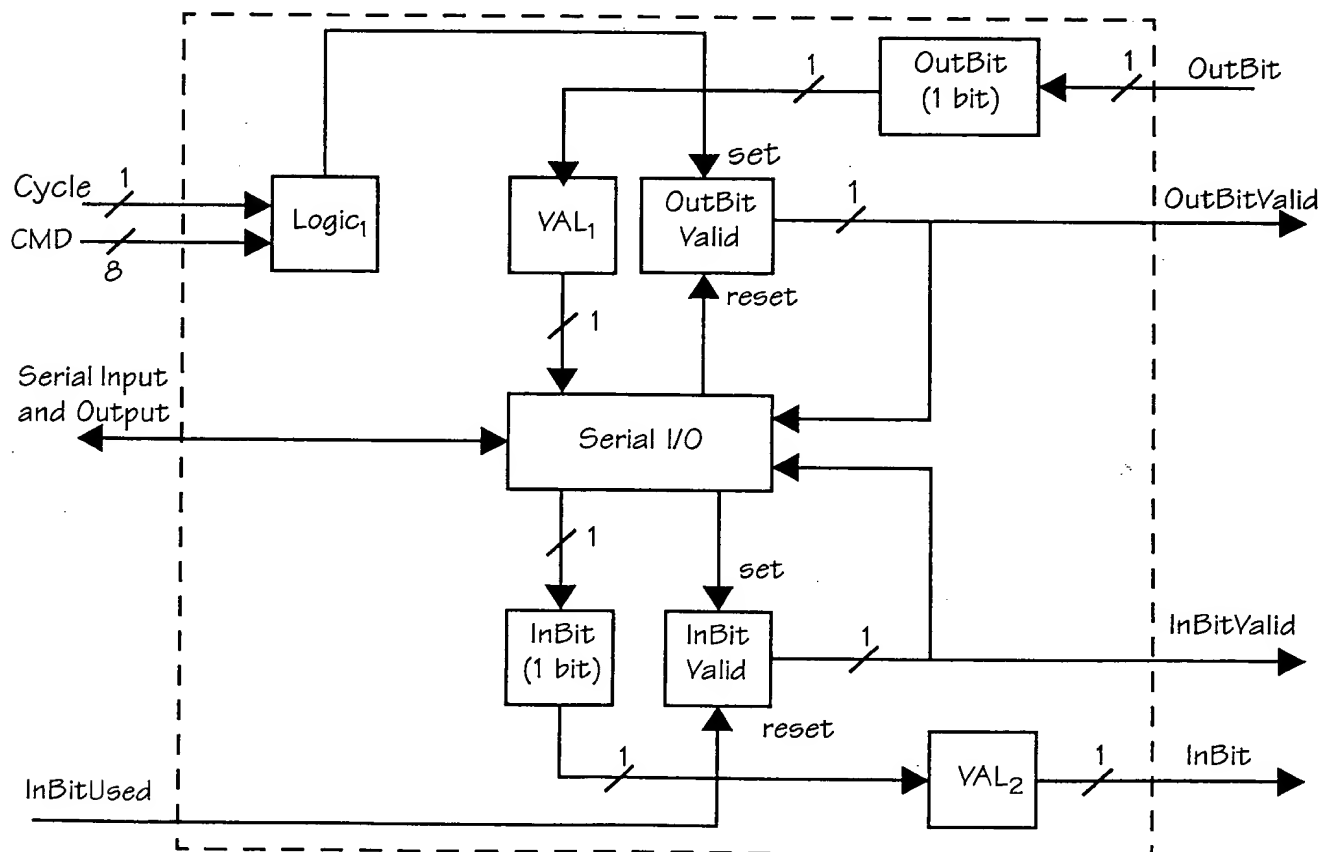 1
OutBit
(1 bit)
1
OutBit
set
Cycle
1
CMD
8
Logic1
VAL1
OutBit
Valid
1
OutBitValid
reset
1
Serial Input
and Output
Serial I/O
1
set
InBit
(1 bit)
InBit
Valid
1
InBitValid
reset
1
VAL2
1
InBit
InBitUsed